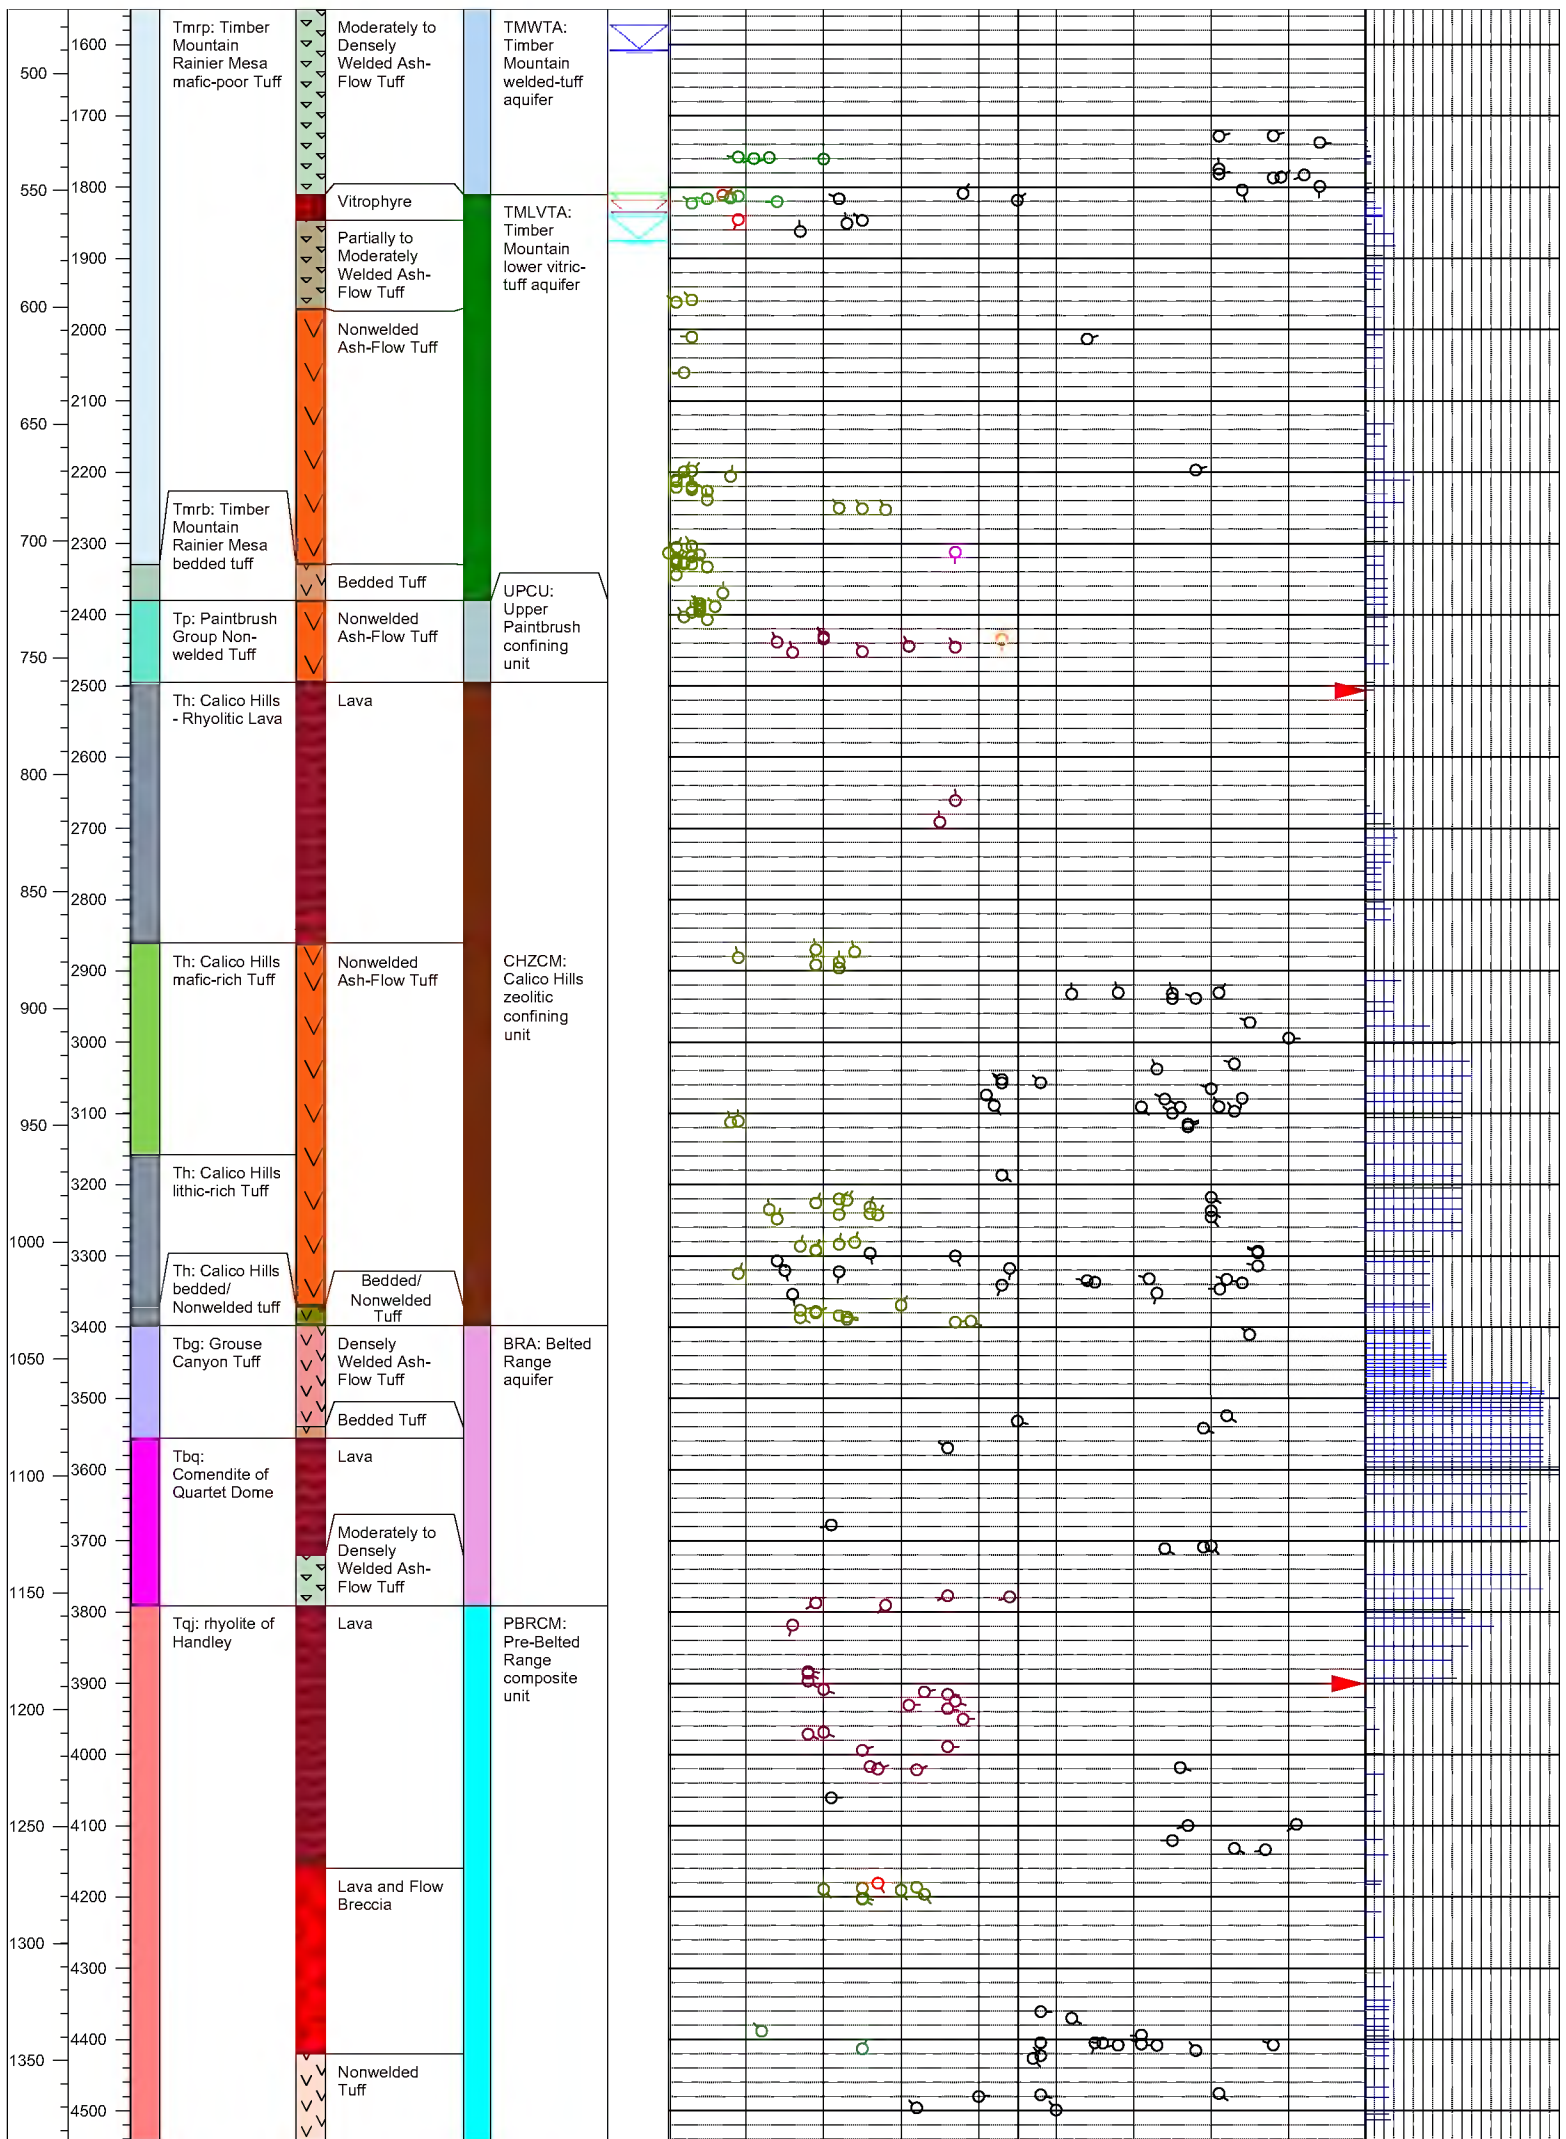 500
550
600
650
700
750
800
850
900
950
1000
1050
1100
1150
1200
1250
1300
1350
1600
1700
1800
1900
2000
2100
2200
2300
2400
2500
2600
2700
2800
2900
3000
3100
3200
3300
3400
3500
3600
3700
3800
3900
4000
4100
4200
4300
4400
4500
Tmrp: Timber
Mountain
Rainier Mesa
mafic-poor Tuff
Tmrb: Timber
Mountain
Rainier Mesa
bedded tuff
Tp: Paintbrush
Group Non-
welded Tuff
Th: Calico Hills
- Rhyolitic Lava
Th: Calico Hills
mafic-rich Tuff
Th: Calico Hills
lithic-rich Tuff
Th: Calico Hills
bedded/
Nonwelded tuff
Tbg: Grouse
Canyon Tuff
Tbq:
Comendite of
Quartet Dome
Tqj: rhyolite of
Handley
Moderately to
Densely
Welded Ash-
Flow Tuff
Vitrophyre
Partially to
Moderately
Welded Ash-
Flow Tuff
Nonwelded
Ash-Flow Tuff
Bedded Tuff
Nonwelded
Ash-Flow Tuff
Lava
Nonwelded
Ash-Flow Tuff
Bedded/
Nonwelded
Tuff
Densely
Welded Ash-
Flow Tuff
Bedded Tuff
Lava
Moderately to
Densely
Welded Ash-
Flow Tuff
Lava
Lava and Flow
Breccia
Nonwelded
Tuff
TMWTA:
Timber
Mountain
welded-tuff
aquifer
TMLVTA:
Timber
Mountain
lower vitric-
tuff aquifer
UPCU:
Upper
Paintbrush
confining
unit
CHZCM:
Calico Hills
zeolitic
confining
unit
BRA: Belted
Range
aquifer
PBRCM:
Pre-Belted
Range
composite
unit